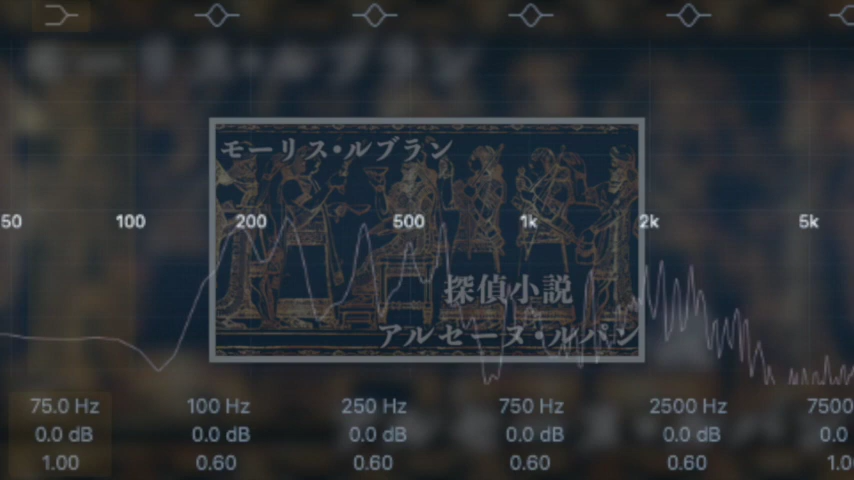 モーリス・ルブラン
50 100 200 500 1k 2k 5k
探偵小説
アルセーヌ・ルパン
75.0 Hz 100 Hz 250 Hz 750 Hz 2500 Hz 7500
0.0 dB 0.0 dB 0.0 dB 0.0 dB 0.0 dB 0.0
1.00 0.60 0.60 0.60 0.60 1.0